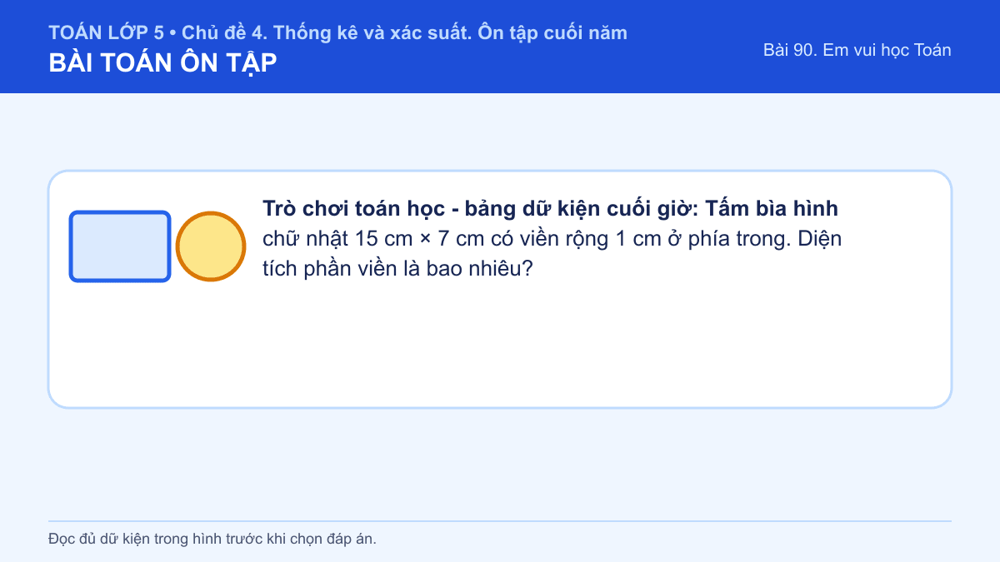 TOÁN LỚP 5 • Chủ đề 4. Thống kê và xác suất. Ôn tập cuối năm
BÀI TOÁN ÔN TẬP
Bài 90. Em vui học Toán
Trò chơi toán học - bảng dữ kiện cuối giờ: Tấm bìa hình
chữ nhật 15 cm × 7 cm có viền rộng 1 cm ở phía trong. Diện
tích phần viền là bao nhiêu?
Đọc đủ dữ kiện trong hình trước khi chọn đáp án.